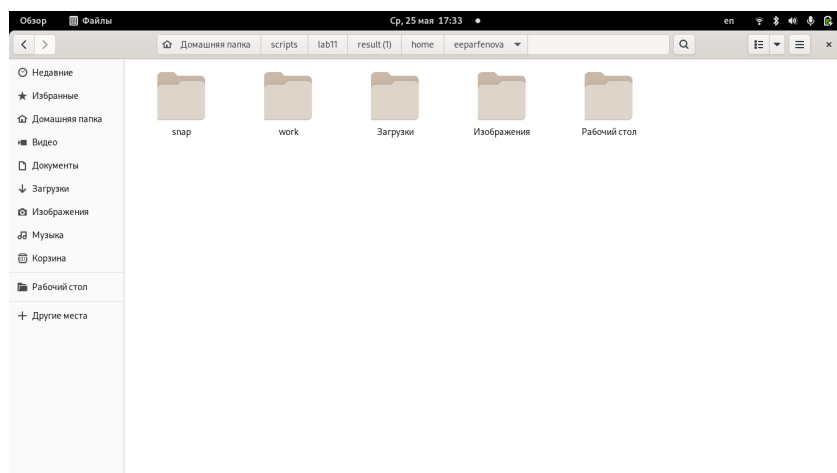 Обзор Файлы Ср, 25 мая 17:33 en
Домашняя папка scripts lab11 result (1) home eeparfenova
Недавние
Избранные
Домашняя папка
Видео
Документы
Загрузки
Изображения
Музыка
Корзина
Рабочий стол
Другие места
snap work Загрузки Изображения Рабочий стол